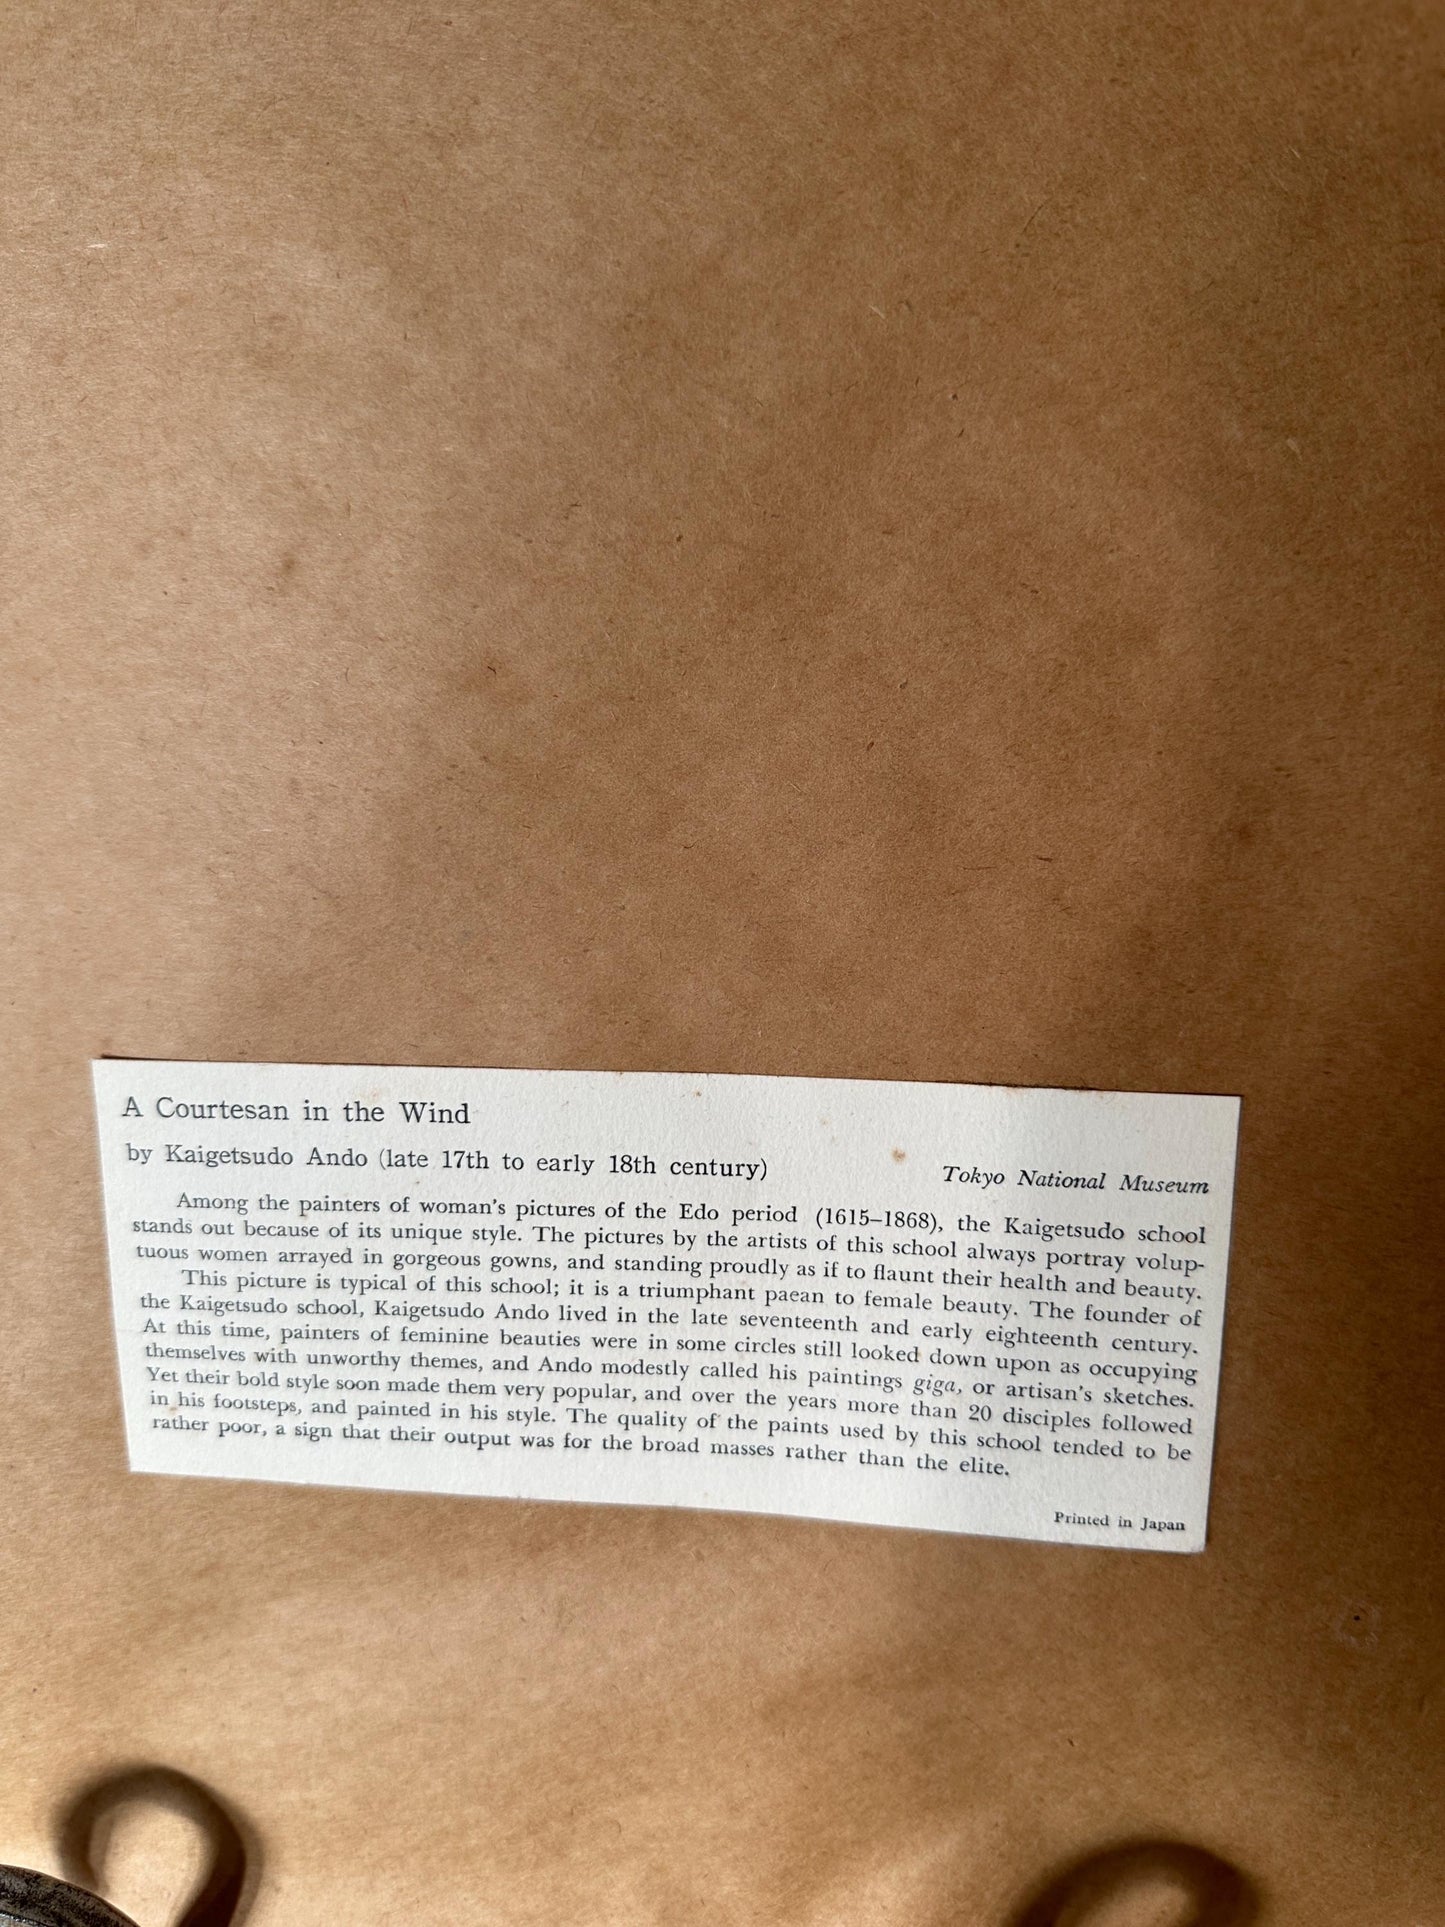 A Courtesan in the Wind
by Kaigetsudo Ando (late 17th to early 18th century)
Tokyo National Museum
Among the painters of woman's pictures of the Edo period (1615–1868), the Kaigetsudo school
stands out because of its unique style. The pictures by the artists of this school always portray volup-
tuous women arrayed in gorgeous gowns, and standing proudly as if to flaunt their health and beauty.
This picture is typical of this school; it is a triumphant paean to female beauty. The founder of
the Kaigetsudo school, Kaigetsudo Ando lived in the late seventeenth and early eighteenth century.
At this time, painters of feminine beauties were in some circles still looked down upon as occupying
themselves with unworthy themes, and Ando modestly called his paintings giga, or artisan's sketches.
Yet their bold style soon made them very popular, and over the years more than 20 disciples followed
in his footsteps, and painted in his style. The quality of the paints used by this school tended to be
rather poor, a sign that their output was for the broad masses rather than the elite.
Printed in Japan